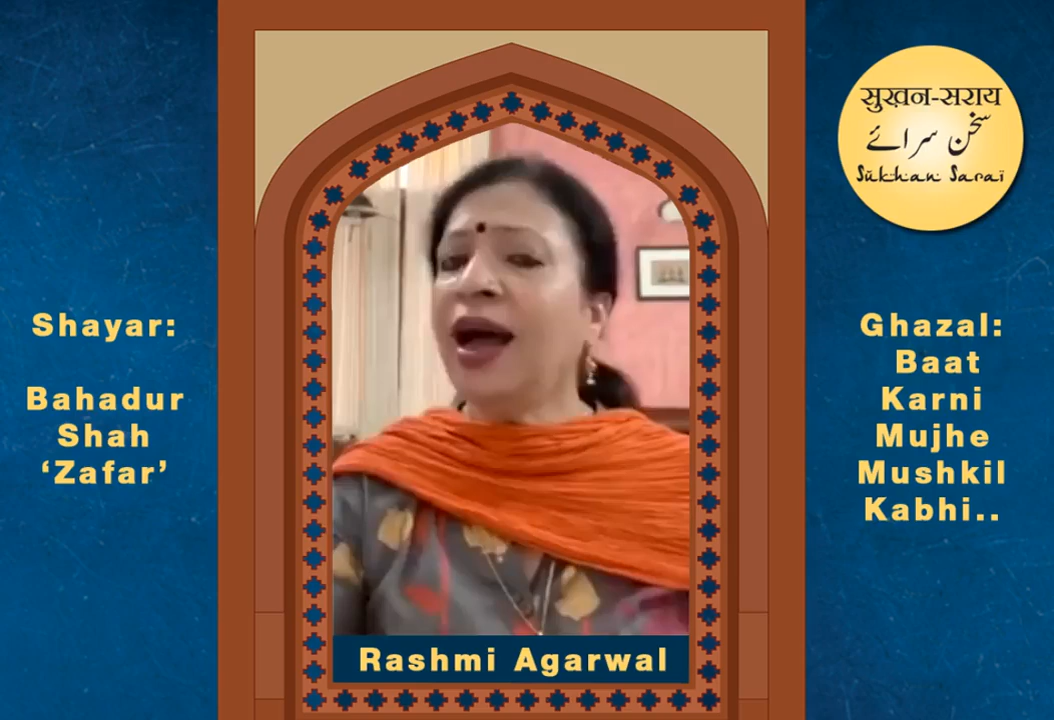 सुख़न-सराय
سخن سرائے
Sukhan Sarai
Shayar:
Bahadur
Shah
‘Zafar’
Ghazal:
Baat
Karni
Mujhe
Mushkil
Kabhi..
Rashmi Agarwal